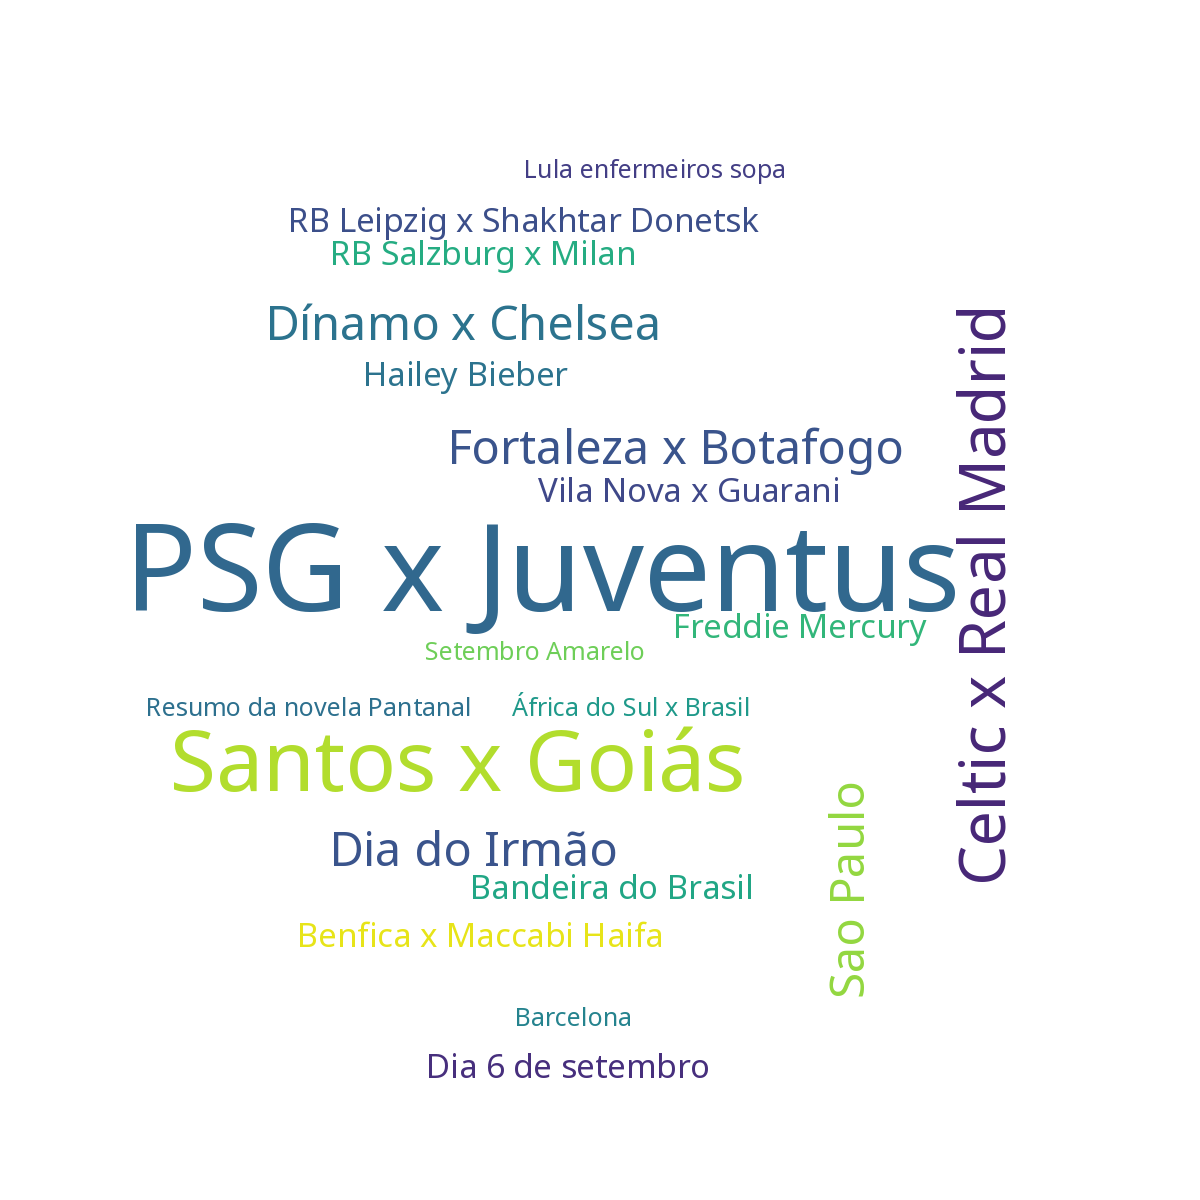 Lula enfermeiros sopa
RB Leipzig x Shakhtar Donetsk
RB Salzburg x Milan
Dínamo x Chelsea
Hailey Bieber
Fortaleza x Botafogo
Vila Nova x Guarani
PSG x Juventus
Celtic x Real Madrid
Freddie Mercury
Setembro Amarelo
Resumo da novela Pantanal
África do Sul x Brasil
Santos x Goiás
Dia do Irmão
Sao Paulo
Bandeira do Brasil
Benfica x Maccabi Haifa
Barcelona
Dia 6 de setembro